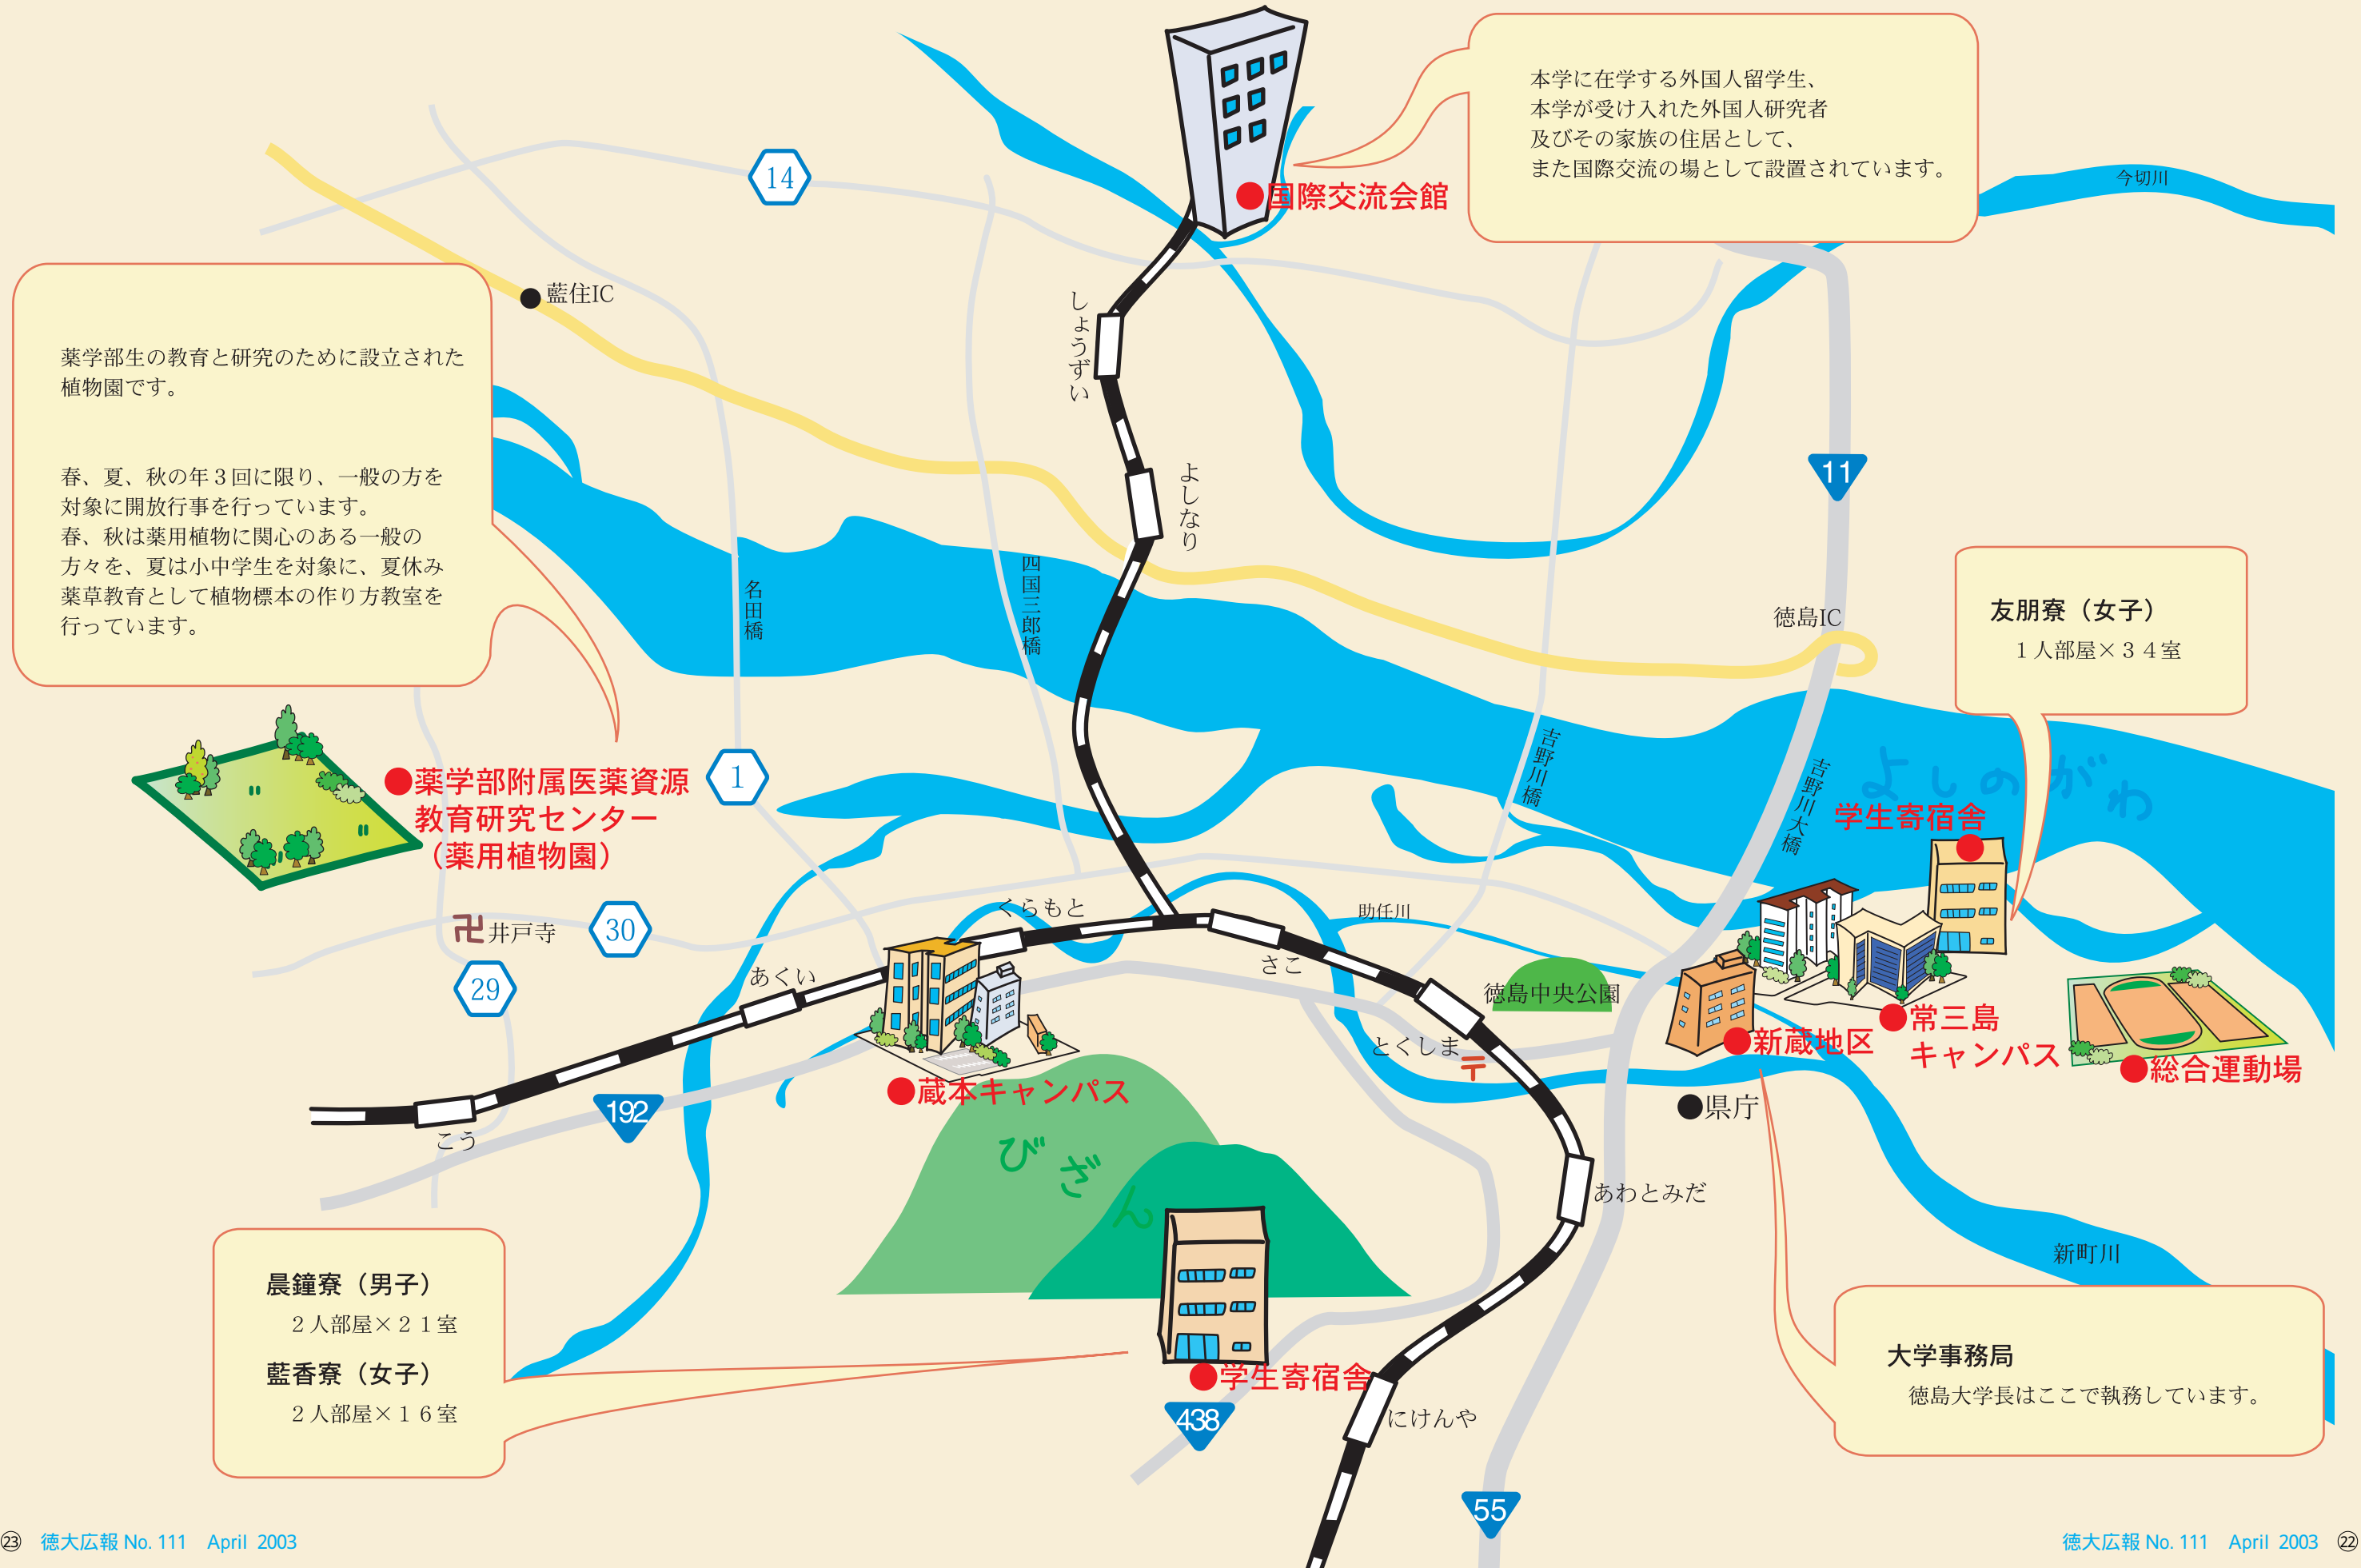 本学に在学する外国人留学生、
本学が受け入れた外国人研究者
及びその家族の住居として、
また国際交流の場として設置されています。
国際交流会館
今切川
14
藍住IC
しょうずい
薬学部生の教育と研究のために設立された
植物園です。
春、夏、秋の年３回に限り、一般の方を
対象に開放行事を行っています。
春、秋は薬用植物に関心のある一般の
方々を、夏は小中学生を対象に、夏休み
薬草教育として植物標本の作り方教室を
行っています。
よしなり
11
名田橋
四国三郎橋
徳島IC
友朋寮（女子）
１人部屋×３４室
吉野川橋
吉野川大橋
よしのがわ
薬学部附属医薬資源
教育研究センター
（薬用植物園）
1
学生寄宿舎
卍井戸寺
30
29
くらもと
助任川
あくい
さこ
徳島中央公園
とくしま
〒
新蔵地区
常三島
キャンパス
総合運動場
県庁
蔵本キャンパス
192
こう
びざん
あわとみだ
新町川
晨鐘寮（男子）
２人部屋×２１室
藍香寮（女子）
２人部屋×１６室
学生寄宿舎
438
にけんや
大学事務局
徳島大学長はここで執務しています。
55
㉓ 徳大広報 No. 111 April 2003
徳大広報 No. 111 April 2003 ㉒